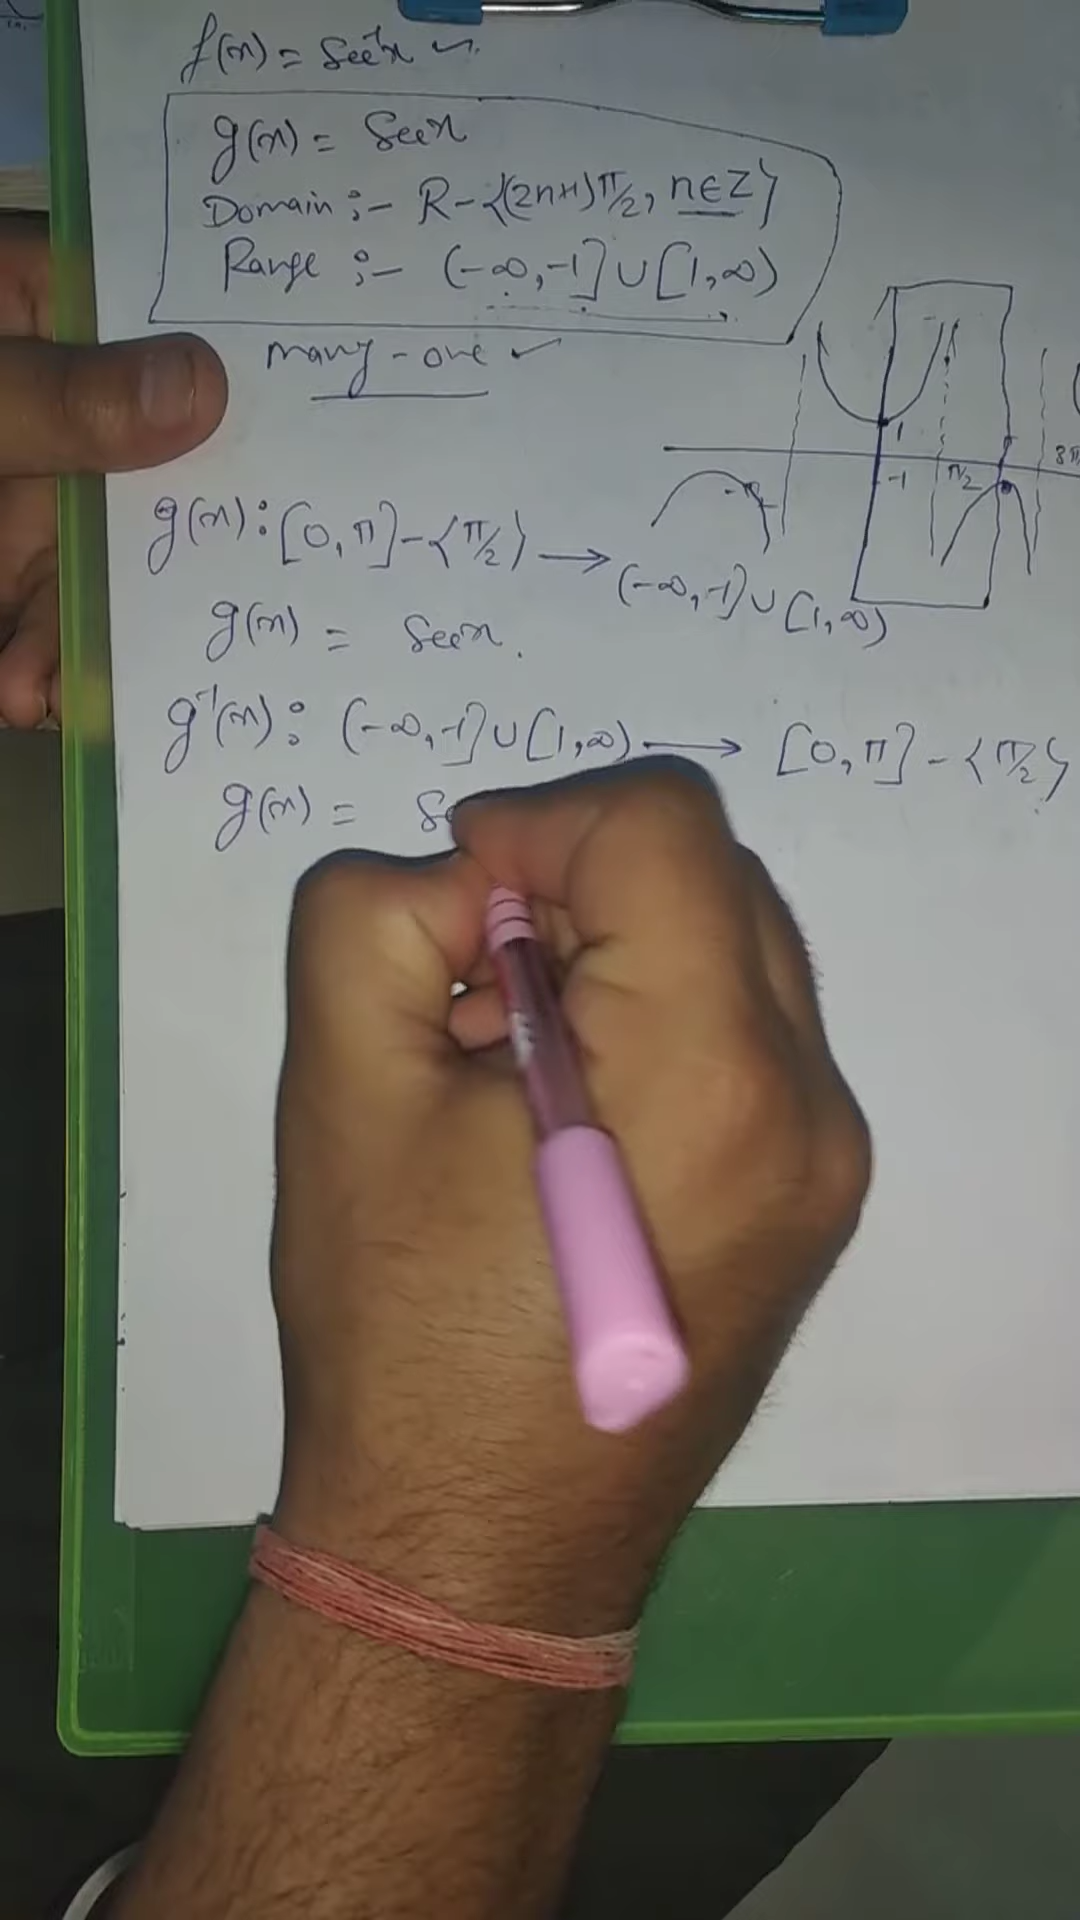 f(x) = Sec⁻¹x
g(x) = Secx
Domain :- R-{(2n+1)π/2, n∈Z}
Range :- (-∞,-1]∪[1,∞)
many-one
1
-1
π/2
g(x): [0,π]-{π/2} → (-∞,-1]∪[1,∞)
g(x) = Secx.
g⁻¹(x): (-∞,-1]∪[1,∞) → [0,π]-{π/2}
g(x) = Se